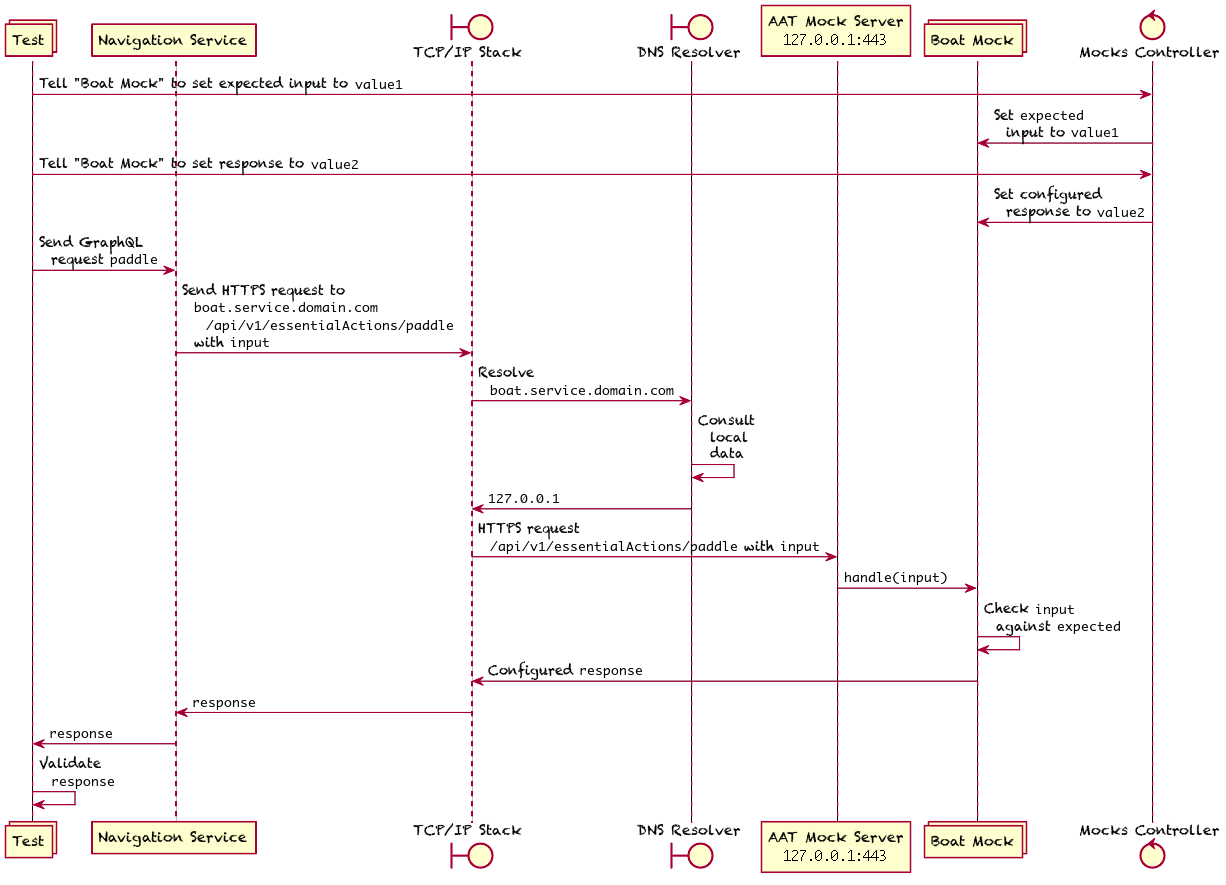 Test
Navigation Service
TCP/IP Stack
DNS Resolver
AAT Mock Server
127.0.0.1:443
Boat Mock
Mocks Controller
Tell "Boat Mock" to set expected input to value1
Set expected
input to value1
Tell "Boat Mock" to set response to value2
Set configured
response to value2
Send GraphQL
request paddle
Send HTTPS request to
boat.service.domain.com
/api/v1/essentialActions/paddle
with input
Resolve
boat.service.domain.com
Consult
local
data
127.0.0.1
HTTPS request
/api/v1/essentialActions/paddle with input
handle(input)
Check input
against expected
Configured response
response
response
Validate
response
Test
Navigation Service
TCP/IP Stack
DNS Resolver
AAT Mock Server
127.0.0.1:443
Boat Mock
Mocks Controller